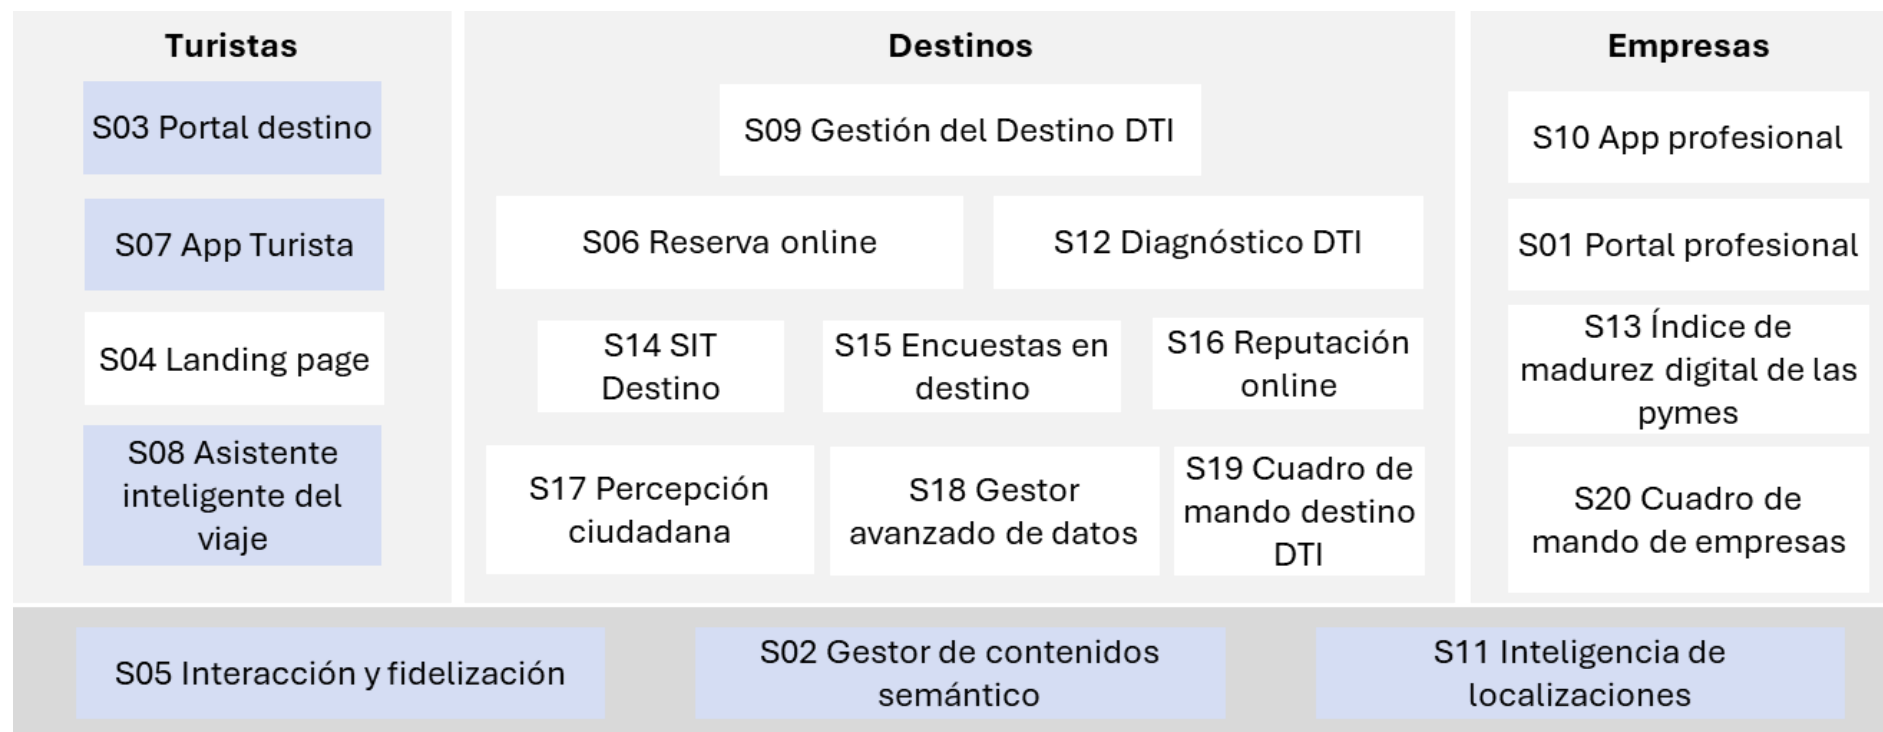 Turistas
S03 Portal destino
S07 App Turista
S04 Landing page
S08 Asistente
inteligente del
viaje
Destinos
S09 Gestión del Destino DTI
S06 Reserva online
S12 Diagnóstico DTI
S14 SIT
Destino
S15 Encuestas en
destino
S16 Reputación
online
S17 Percepción
ciudadana
S18 Gestor
avanzado de datos
S19 Cuadro de
mando destino
DTI
Empresas
S10 App profesional
S01 Portal profesional
S13 Índice de
madurez digital de las
pymes
S20 Cuadro de
mando de empresas
S05 Interacción y fidelización
S02 Gestor de contenidos
semántico
S11 Inteligencia de
localizaciones